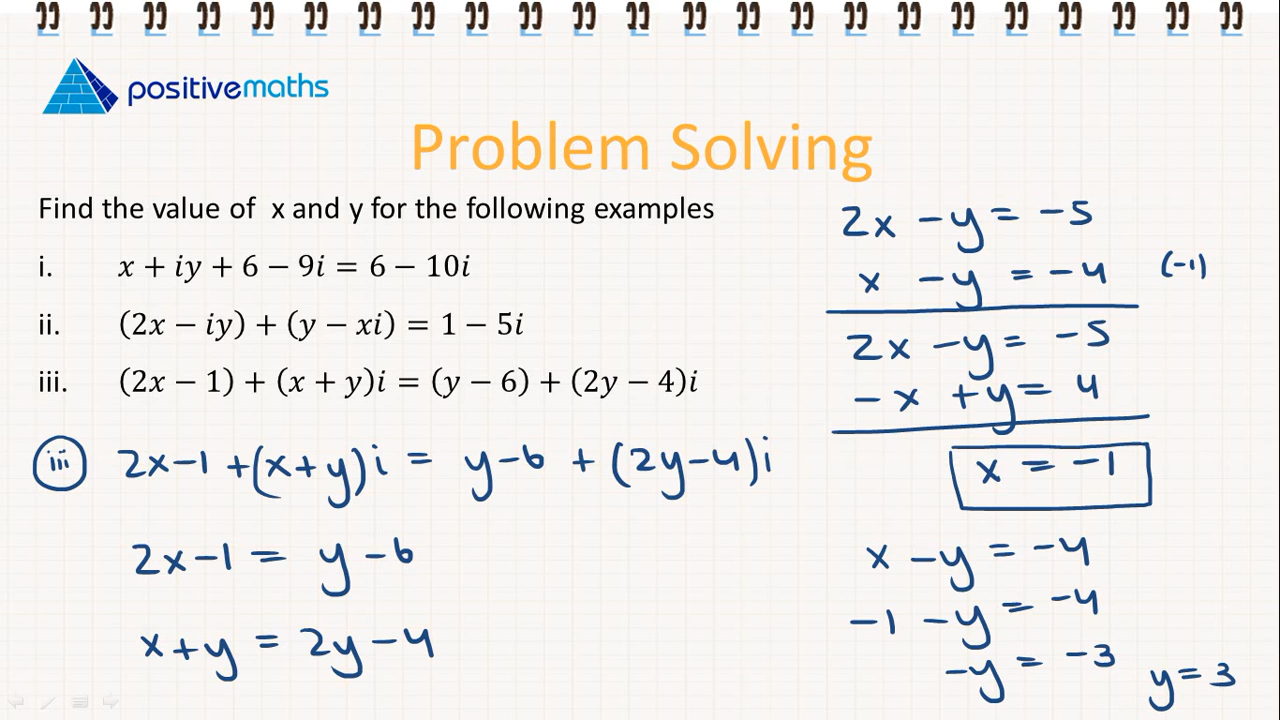 positivemaths
Problem Solving
Find the value of x and y for the following examples
i. x + iy + 6 − 9i = 6 − 10i
ii. (2x − iy) + (y − xi) = 1 − 5i
iii. (2x − 1) + (x + y)i = (y − 6) + (2y − 4)i
iii 2x−1 +(x+y)i = y−6 + (2y−4)i
2x−1 = y−6
x+y = 2y−4
2x −y = −5
x −y = −4 (−1)
2x −y = −5
−x +y = 4
x = −1
x −y = −4
−1 −y = −4
−y = −3
y = 3